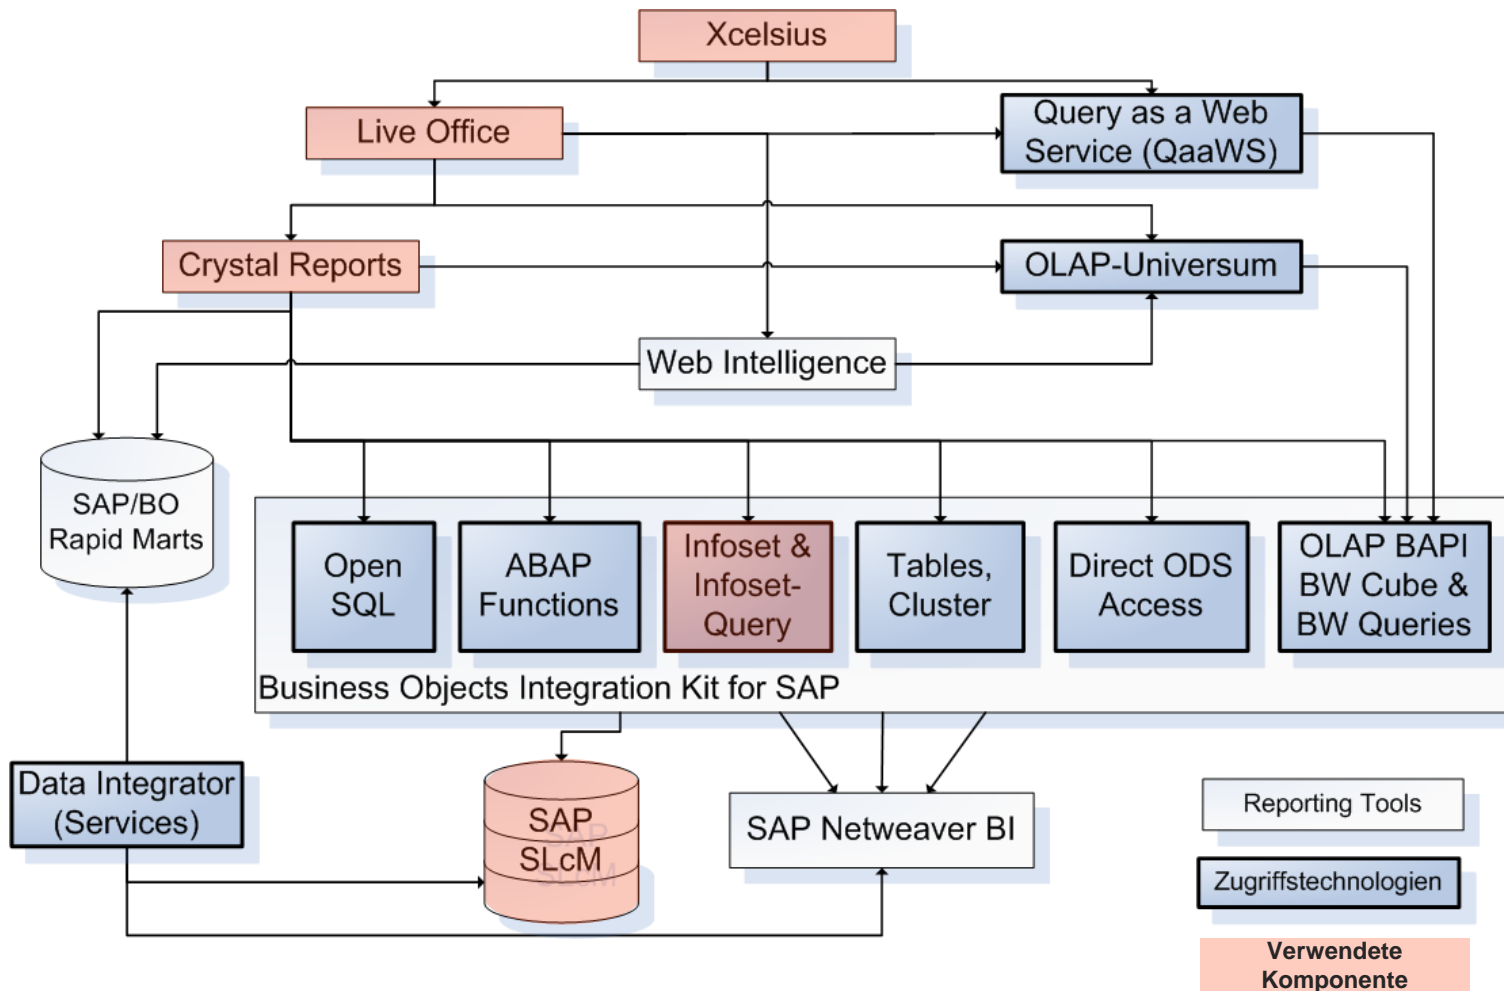 Xcelsius
Live Office
Query as a Web
Service (QaaWS)
Crystal Reports
OLAP-Universum
Web Intelligence
SAP/BO
Rapid Marts
Open
SQL
ABAP
Functions
Infoset &
Infoset-
Query
Tables,
Cluster
Direct ODS
Access
OLAP BAPI
BW Cube &
BW Queries
Business Objects Integration Kit for SAP
Data Integrator
(Services)
SAP
SLcM
SAP Netweaver BI
Reporting Tools
Zugriffstechnologien
Verwendete
Komponente